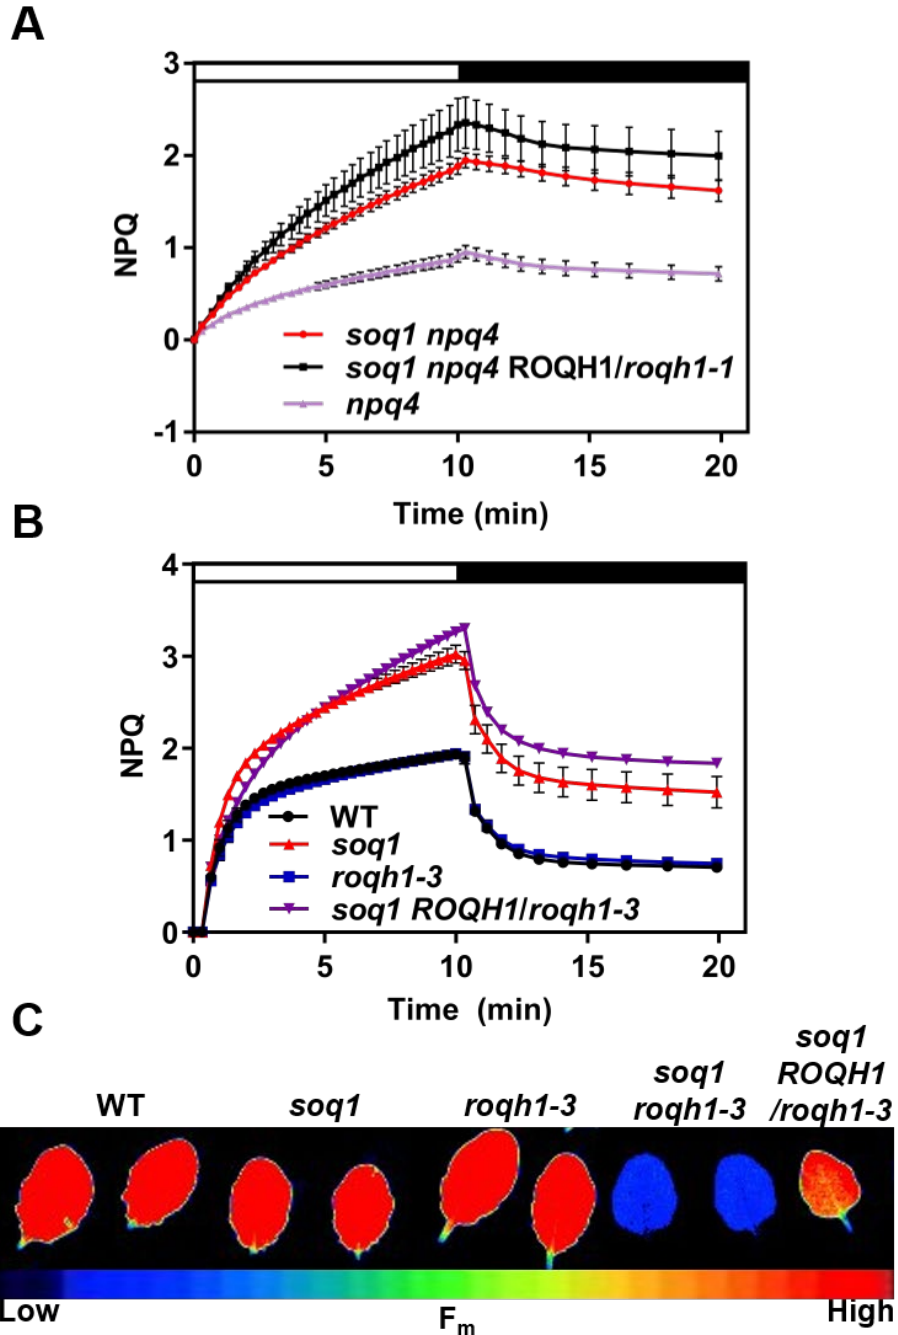 A
3
2
1
0
-1
NPQ
soq1 npq4
soq1 npq4 ROQH1/roqh1-1
npq4
0 5 10 15 20
Time (min)
B
4
3
2
1
0
NPQ
WT
soq1
roqh1-3
soq1 ROQH1/roqh1-3
0 5 10 15 20
Time (min)
C
WT
soq1
roqh1-3
soq1
roqh1-3
soq1
ROQH1
/roqh1-3
Low
Fm
High